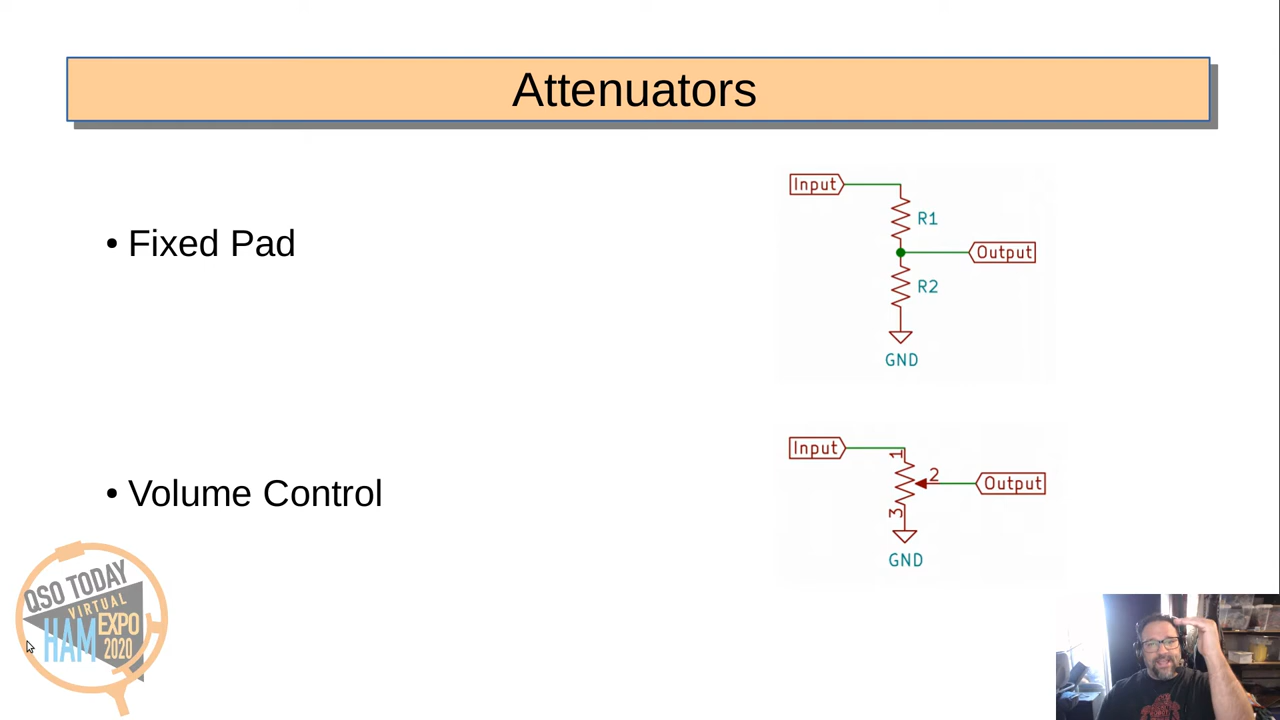 Attenuators
• Fixed Pad
Input
R1
Output
R2
GND
• Volume Control
Input
1
2
Output
3
GND
QSO TODAY
VIRTUAL
HAM EXPO
2020